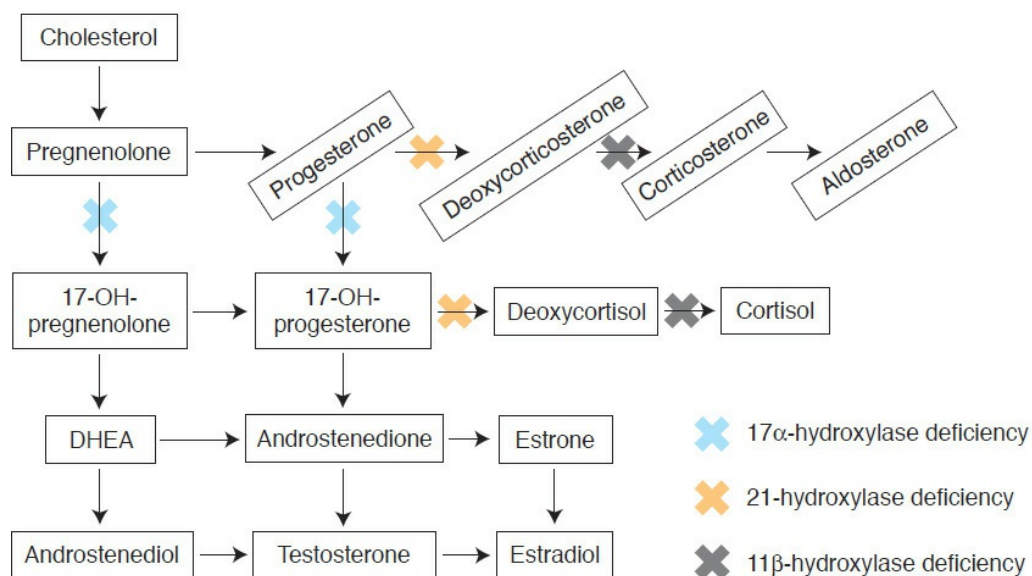 Cholesterol
Pregnenolone
Progesterone
Deoxycorticosterone
Corticosterone
Aldosterone
17-OH-
pregnenolone
17-OH-
progesterone
Deoxycortisol
Cortisol
DHEA
Androstenedione
Estrone
Androstenediol
Testosterone
Estradiol
17α-hydroxylase deficiency
21-hydroxylase deficiency
11β-hydroxylase deficiency